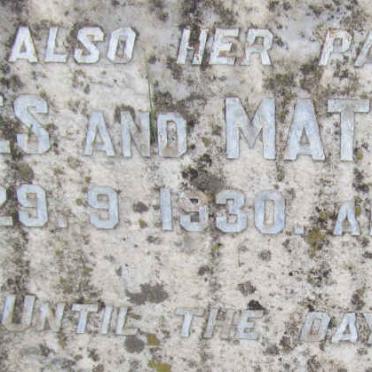 ALSO HER PA
ES AND MAT
29.9.1930. A
UNTIL THE DAY